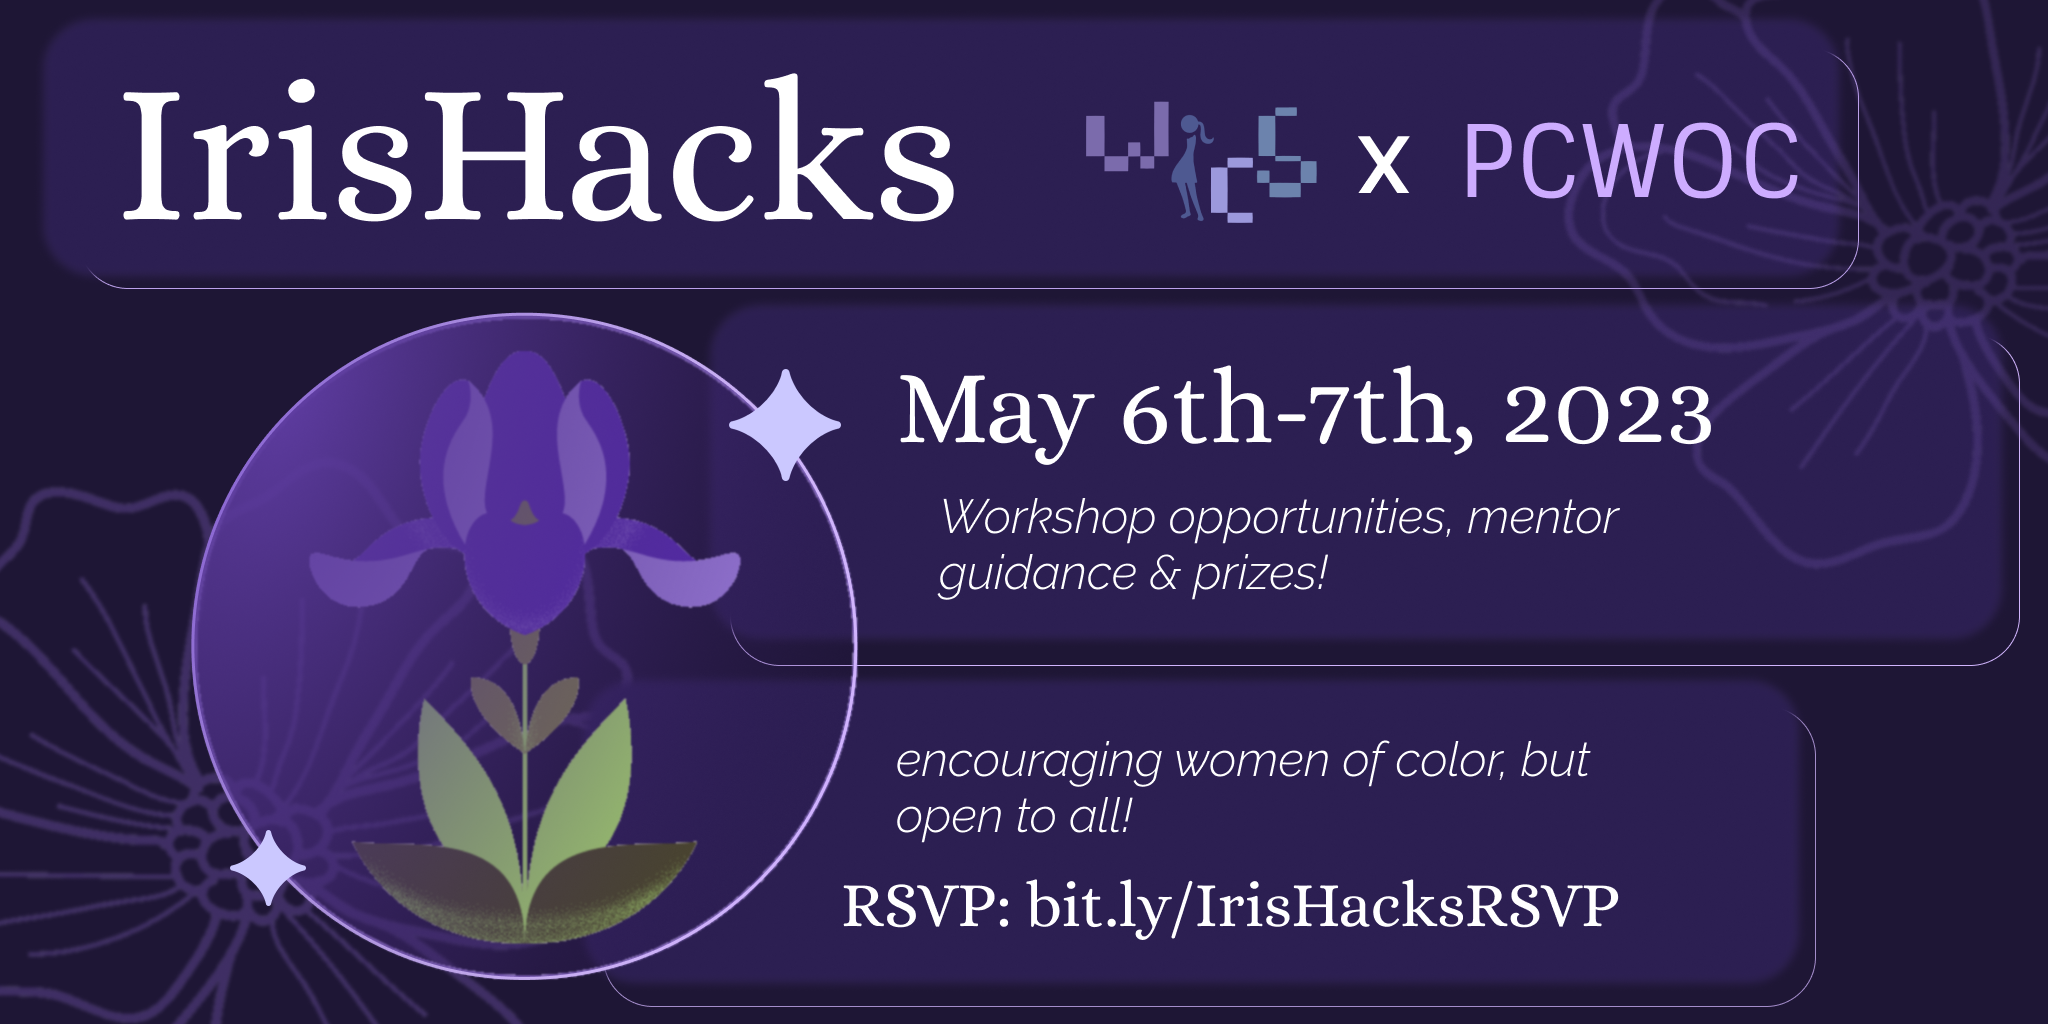 IrisHacks
WiCS x PCWOC
May 6th-7th, 2023
Workshop opportunities, mentor
guidance & prizes!
encouraging women of color, but
open to all!
RSVP: bit.ly/IrisHacksRSVP